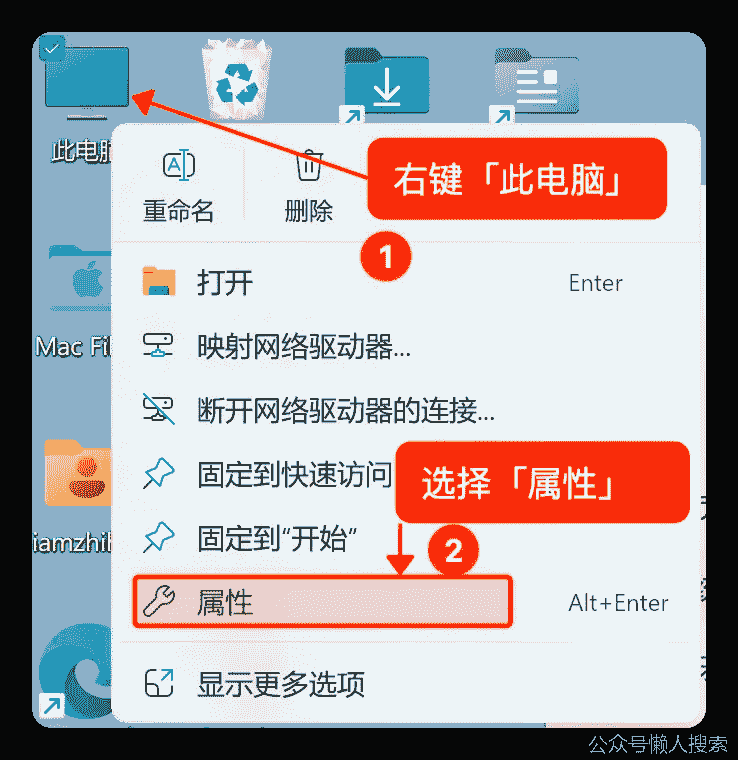 此电脑
右键「此电脑」
重命名
删除
1
打开
Enter
Mac Fil
映射网络驱动器...
断开网络驱动器的连接...
固定到快速访问
选择「属性」
固定到“开始”
2
iamzhih
属性
Alt+Enter
显示更多选项
公众号懒人搜索